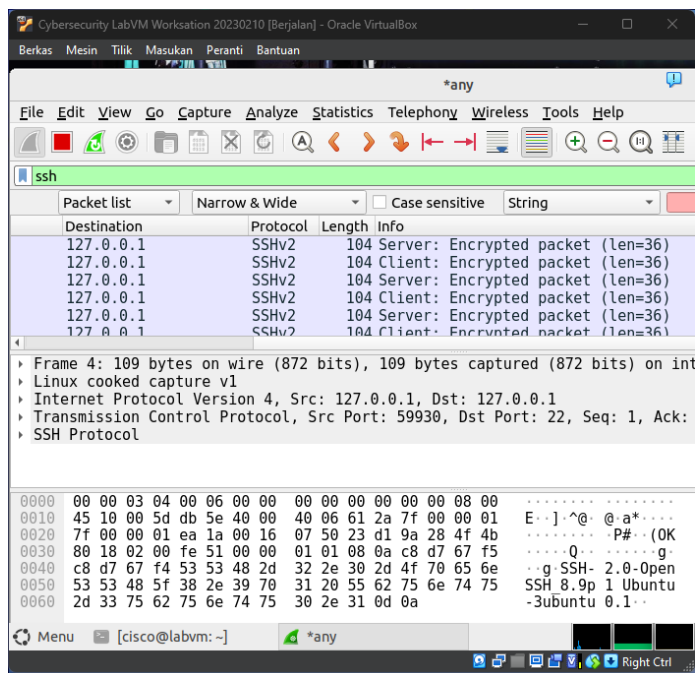 Cybersecurity LabVM Worksation 20230210 [Berjalan] - Oracle VirtualBox
Berkas Mesin Tilik Masukan Peranti Bantuan
*any
File Edit View Go Capture Analyze Statistics Telephony Wireless Tools Help
ssh
Packet list Narrow & Wide Case sensitive String
Destination Protocol Length Info
127.0.0.1 SSHv2 104 Server: Encrypted packet (len=36)
127.0.0.1 SSHv2 104 Client: Encrypted packet (len=36)
127.0.0.1 SSHv2 104 Server: Encrypted packet (len=36)
127.0.0.1 SSHv2 104 Client: Encrypted packet (len=36)
127.0.0.1 SSHv2 104 Server: Encrypted packet (len=36)
127.0.0.1 SSHv2 104 Client: Encrypted packet (len=36)
Frame 4: 109 bytes on wire (872 bits), 109 bytes captured (872 bits) on int
Linux cooked capture v1
Internet Protocol Version 4, Src: 127.0.0.1, Dst: 127.0.0.1
Transmission Control Protocol, Src Port: 59930, Dst Port: 22, Seq: 1, Ack:
SSH Protocol
0000 00 00 03 04 00 06 00 00 00 00 00 00 00 00 08 00 ········ ········
0010 45 10 00 5d db 5e 40 00 40 06 61 2a 7f 00 00 01 E··]·^@· @·a*····
0020 7f 00 00 01 ea 1a 00 16 07 50 23 d1 9a 28 4f 4b ········ ·P#··(OK
0030 80 18 02 00 fe 51 00 00 01 01 08 0a c8 d7 67 f5 ·····Q·· ······g·
0040 c8 d7 67 f4 53 53 48 2d 32 2e 30 2d 4f 70 65 6e ··g·SSH- 2.0-Open
0050 53 53 48 5f 38 2e 39 70 31 20 55 62 75 6e 74 75 SSH_8.9p 1 Ubuntu
0060 2d 33 75 62 75 6e 74 75 30 2e 31 0d 0a -3ubuntu 0.1··
Menu [cisco@labvm: ~] *any
Right Ctrl